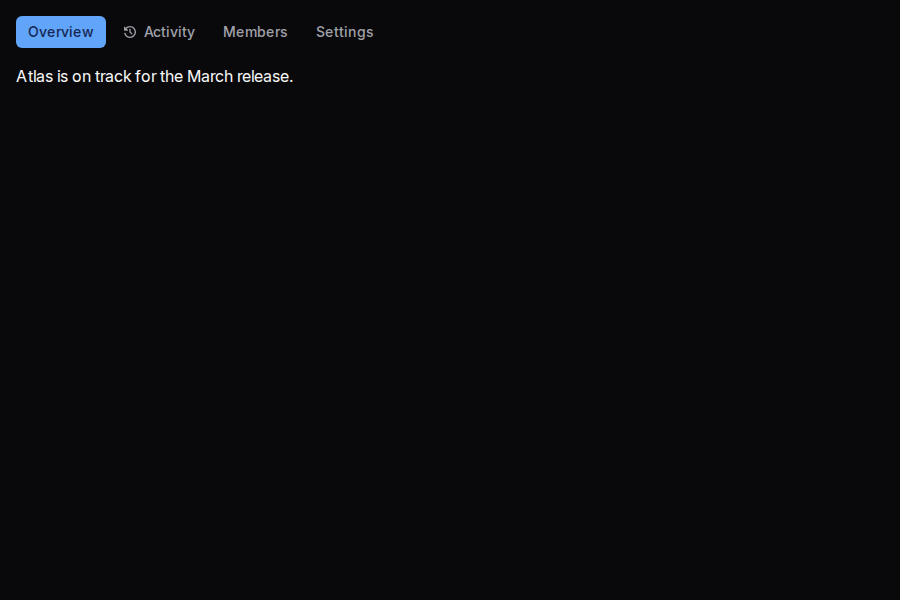 Overview Activity Members Settings
Atlas is on track for the March release.